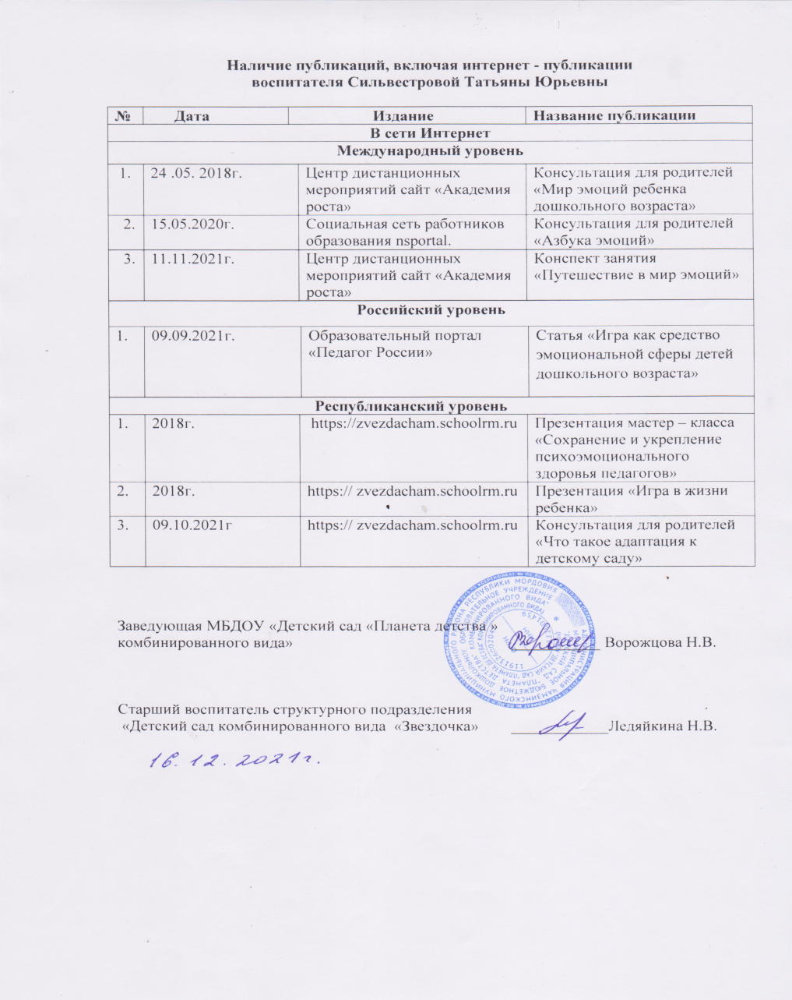 Наличие публикаций, включая интернет - публикации
воспитателя Сильвестровой Татьяны Юрьевны
№ Дата Издание Название публикации
В сети Интернет
Международный уровень
1. 24 .05. 2018г. Центр дистанционных мероприятий сайт «Академия роста» Консультация для родителей «Мир эмоций ребенка дошкольного возраста»
2. 15.05.2020г. Социальная сеть работников образования nsportal. Консультация для родителей «Азбука эмоций»
3. 11.11.2021г. Центр дистанционных мероприятий сайт «Академия роста» Конспект занятия «Путешествие в мир эмоций»
Российский уровень
1. 09.09.2021г. Образовательный портал «Педагог России» Статья «Игра как средство эмоциональной сферы детей дошкольного возраста»
Республиканский уровень
1. 2018г. https://zvezdacham.schoolrm.ru Презентация мастер – класса «Сохранение и укрепление психоэмоционального здоровья педагогов»
2. 2018г. https:// zvezdacham.schoolrm.ru Презентация «Игра в жизни ребенка»
3. 09.10.2021г https:// zvezdacham.schoolrm.ru Консультация для родителей «Что такое адаптация к детскому саду»
Заведующая МБДОУ «Детский сад «Планета детства »
комбинированного вида» Ворожцова Н.В.
Старший воспитатель структурного подразделения
«Детский сад комбинированного вида «Звездочка» Ледяйкина Н.В.
16.12.2021г.